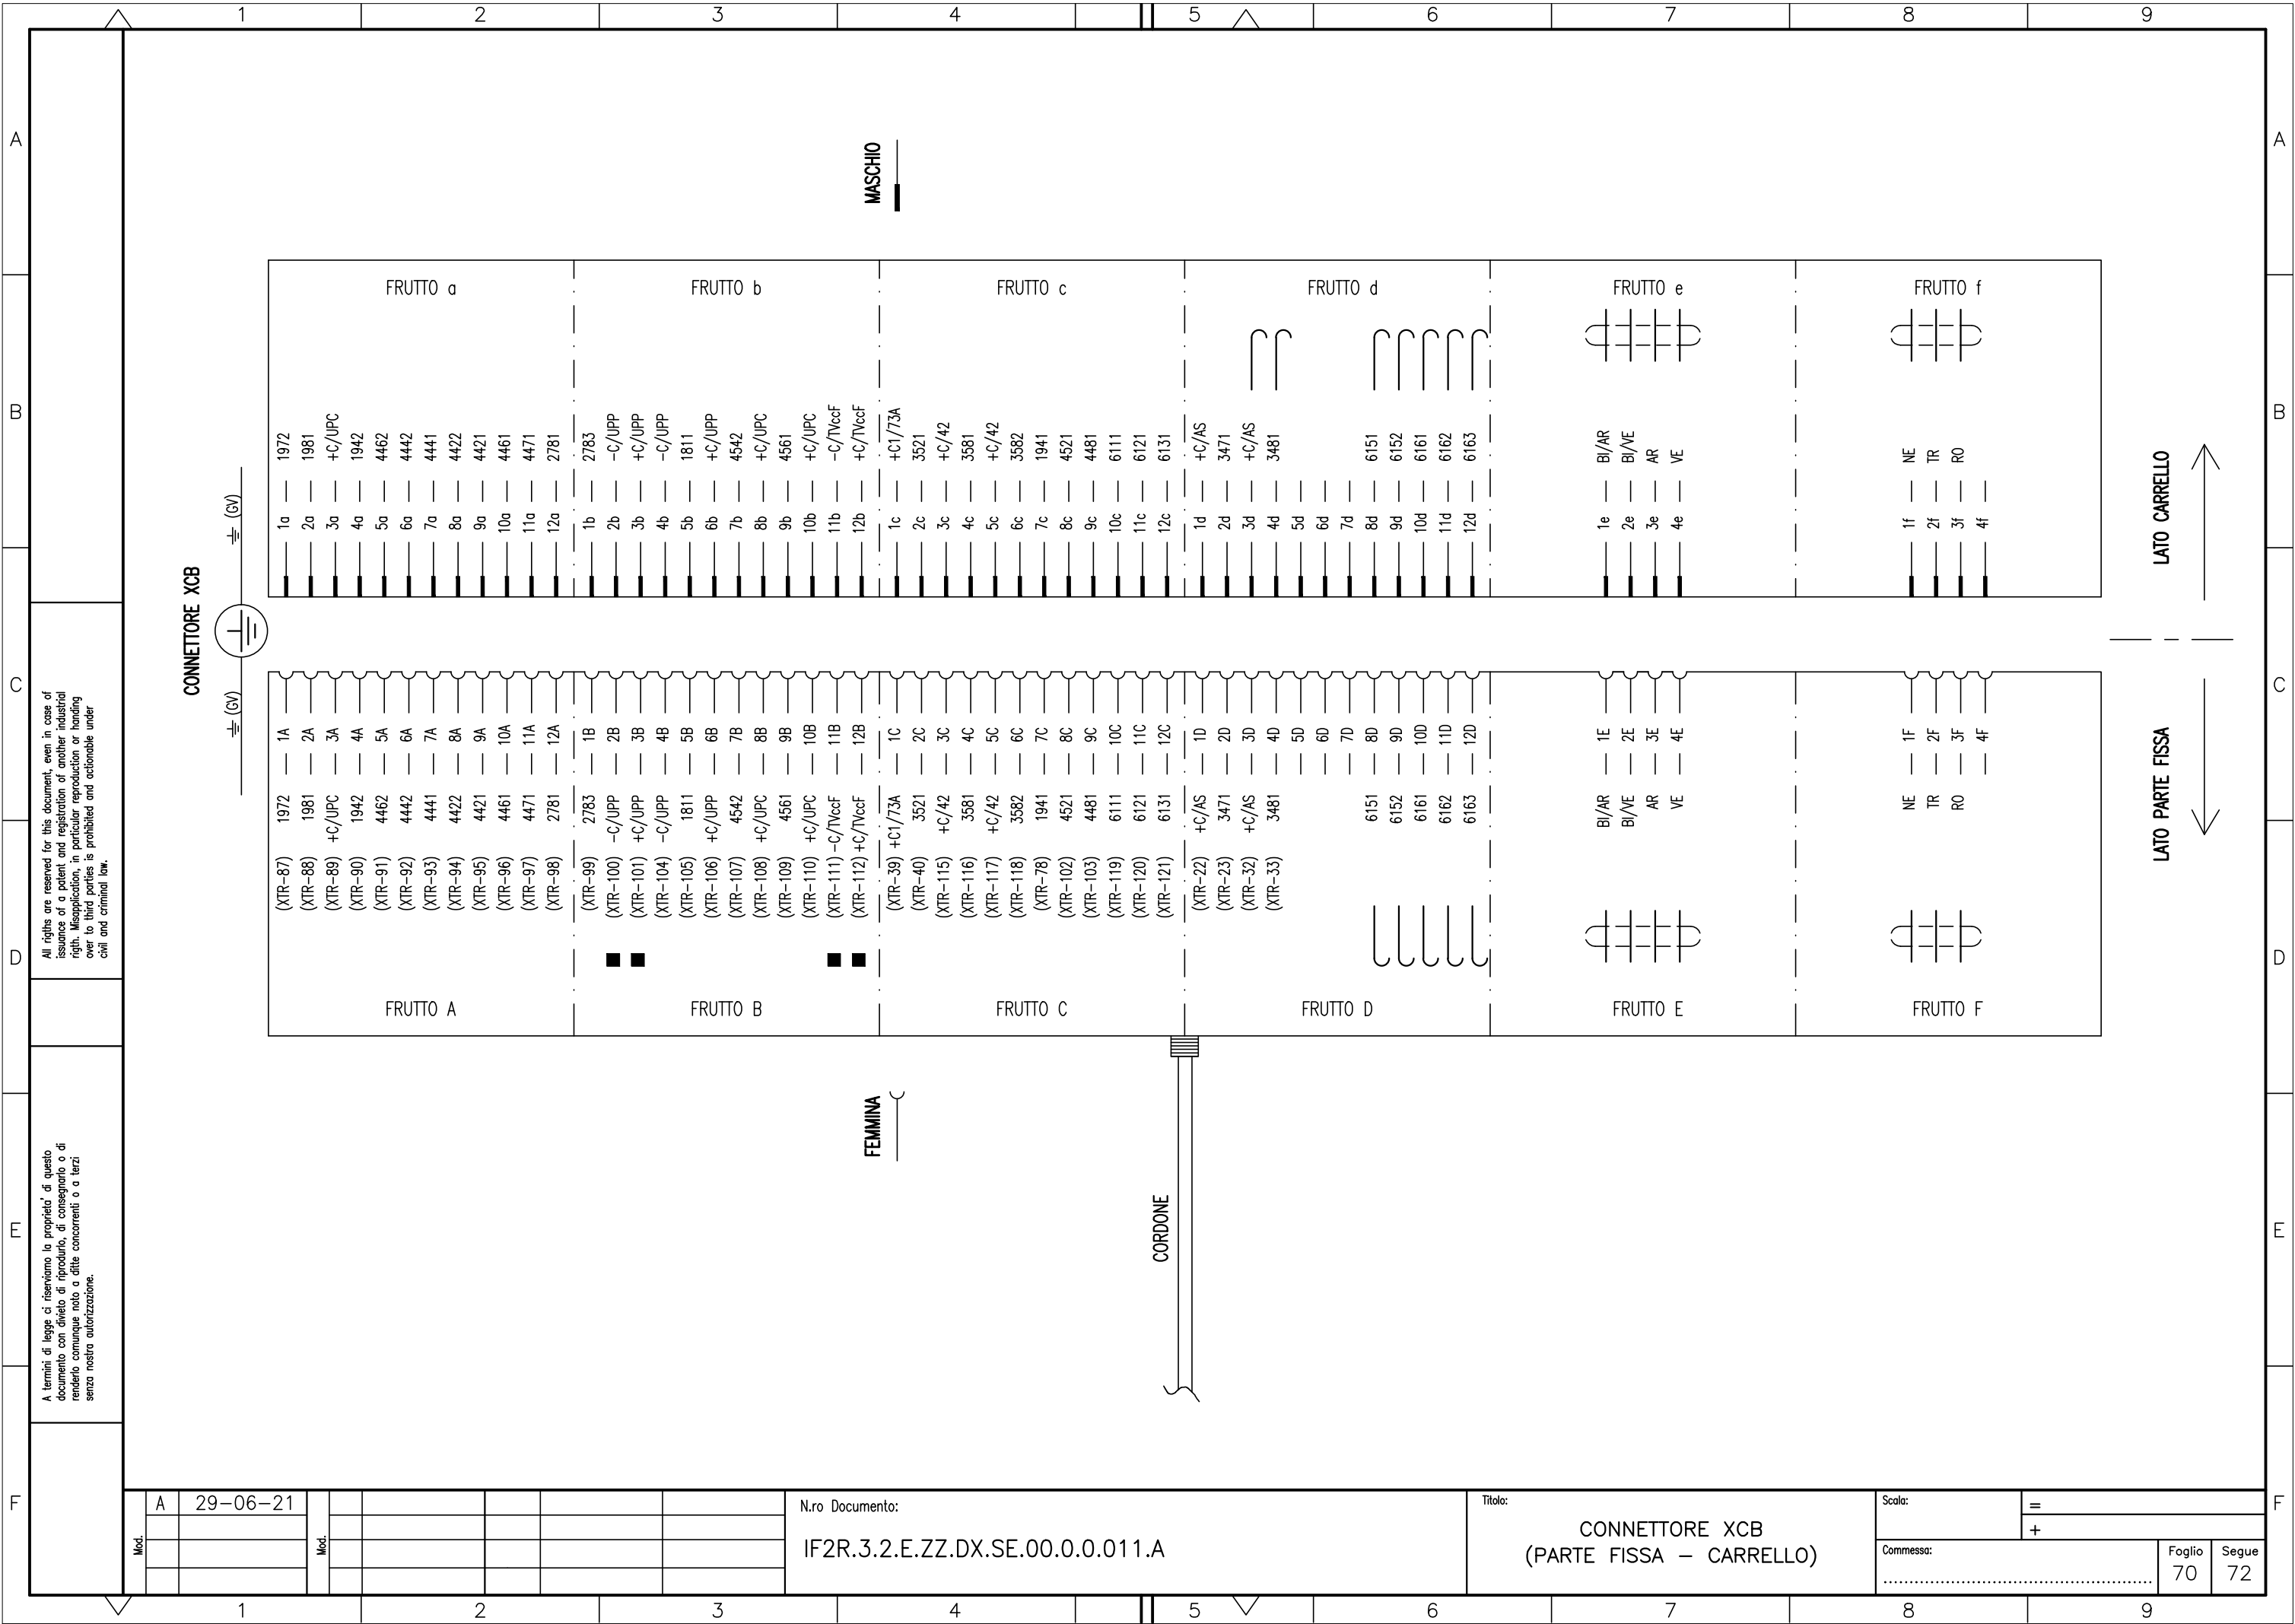 1 2 3 4 5 6 7 8 9
A A
B B
C C
D D
E E
F F
MASCHIO
CONNETTORE XCB
FRUTTO a FRUTTO b FRUTTO c FRUTTO d FRUTTO e FRUTTO f
1972 1981 +C/UPC 1942 4462 4442 4441 4422 4421 4461 4471 2781 2783 -C/UPP +C/UPP -C/UPP 1811 +C/UPP 4542 +C/UPC 4561 +C/UPC -C/TVccF +C/TVccF +C1/73A 3521 +C/42 3581 +C/42 3582 1941 4521 4481 6111 6121 6131 +C/AS 3471 +C/AS 3481 6151 6152 6161 6162 6163 BI/AR BI/VE AR VE NE TR RO
(GV)
1a 2a 3a 4a 5a 6a 7a 8a 9a 10a 11a 12a 1b 2b 3b 4b 5b 6b 7b 8b 9b 10b 11b 12b 1c 2c 3c 4c 5c 6c 7c 8c 9c 10c 11c 12c 1d 2d 3d 4d 5d 6d 7d 8d 9d 10d 11d 12d 1e 2e 3e 4e 1f 2f 3f 4f
LATO CARRELLO
(GV)
1A 2A 3A 4A 5A 6A 7A 8A 9A 10A 11A 12A 1B 2B 3B 4B 5B 6B 7B 8B 9B 10B 11B 12B 1C 2C 3C 4C 5C 6C 7C 8C 9C 10C 11C 12C 1D 2D 3D 4D 5D 6D 7D 8D 9D 10D 11D 12D 1E 2E 3E 4E 1F 2F 3F 4F
1972 1981 +C/UPC 1942 4462 4442 4441 4422 4421 4461 4471 2781 2783 -C/UPP +C/UPP -C/UPP 1811 +C/UPP 4542 +C/UPC 4561 +C/UPC -C/TVccF +C/TVccF +C1/73A 3521 +C/42 3581 +C/42 3582 1941 4521 4481 6111 6121 6131 +C/AS 3471 +C/AS 3481 6151 6152 6161 6162 6163 BI/AR BI/VE AR VE NE TR RO
(XTR-87) (XTR-88) (XTR-89) (XTR-90) (XTR-91) (XTR-92) (XTR-93) (XTR-94) (XTR-95) (XTR-96) (XTR-97) (XTR-98) (XTR-99) (XTR-100) (XTR-101) (XTR-104) (XTR-105) (XTR-106) (XTR-107) (XTR-108) (XTR-109) (XTR-110) (XTR-111) (XTR-112) (XTR-39) (XTR-40) (XTR-115) (XTR-116) (XTR-117) (XTR-118) (XTR-78) (XTR-102) (XTR-103) (XTR-119) (XTR-120) (XTR-121) (XTR-22) (XTR-23) (XTR-32) (XTR-33)
FRUTTO A FRUTTO B FRUTTO C FRUTTO D FRUTTO E FRUTTO F
LATO PARTE FISSA
FEMMINA
CORDONE
All rigths are reserved for this document, even in case of
issuance of a patent and registration of another industrial
rigth. Misapplication, in particular reproduction or handing
over to third parties is prohibited and actionable under
civil and criminal law.
A termini di legge ci riserviamo la proprieta' di questo
documento con divieto di riprodurlo, di consegnarlo o di
renderlo comunque noto a ditte concorrenti o a terzi
senza nostra autorizzazione.
Mod. A 29-06-21 Mod.
N.ro Documento:
IF2R.3.2.E.ZZ.DX.SE.00.0.0.011.A
Titolo:
CONNETTORE XCB
(PARTE FISSA – CARRELLO)
Scala:
=
+
Commessa:
Foglio
70
Segue
72
1 2 3 4 5 6 7 8 9